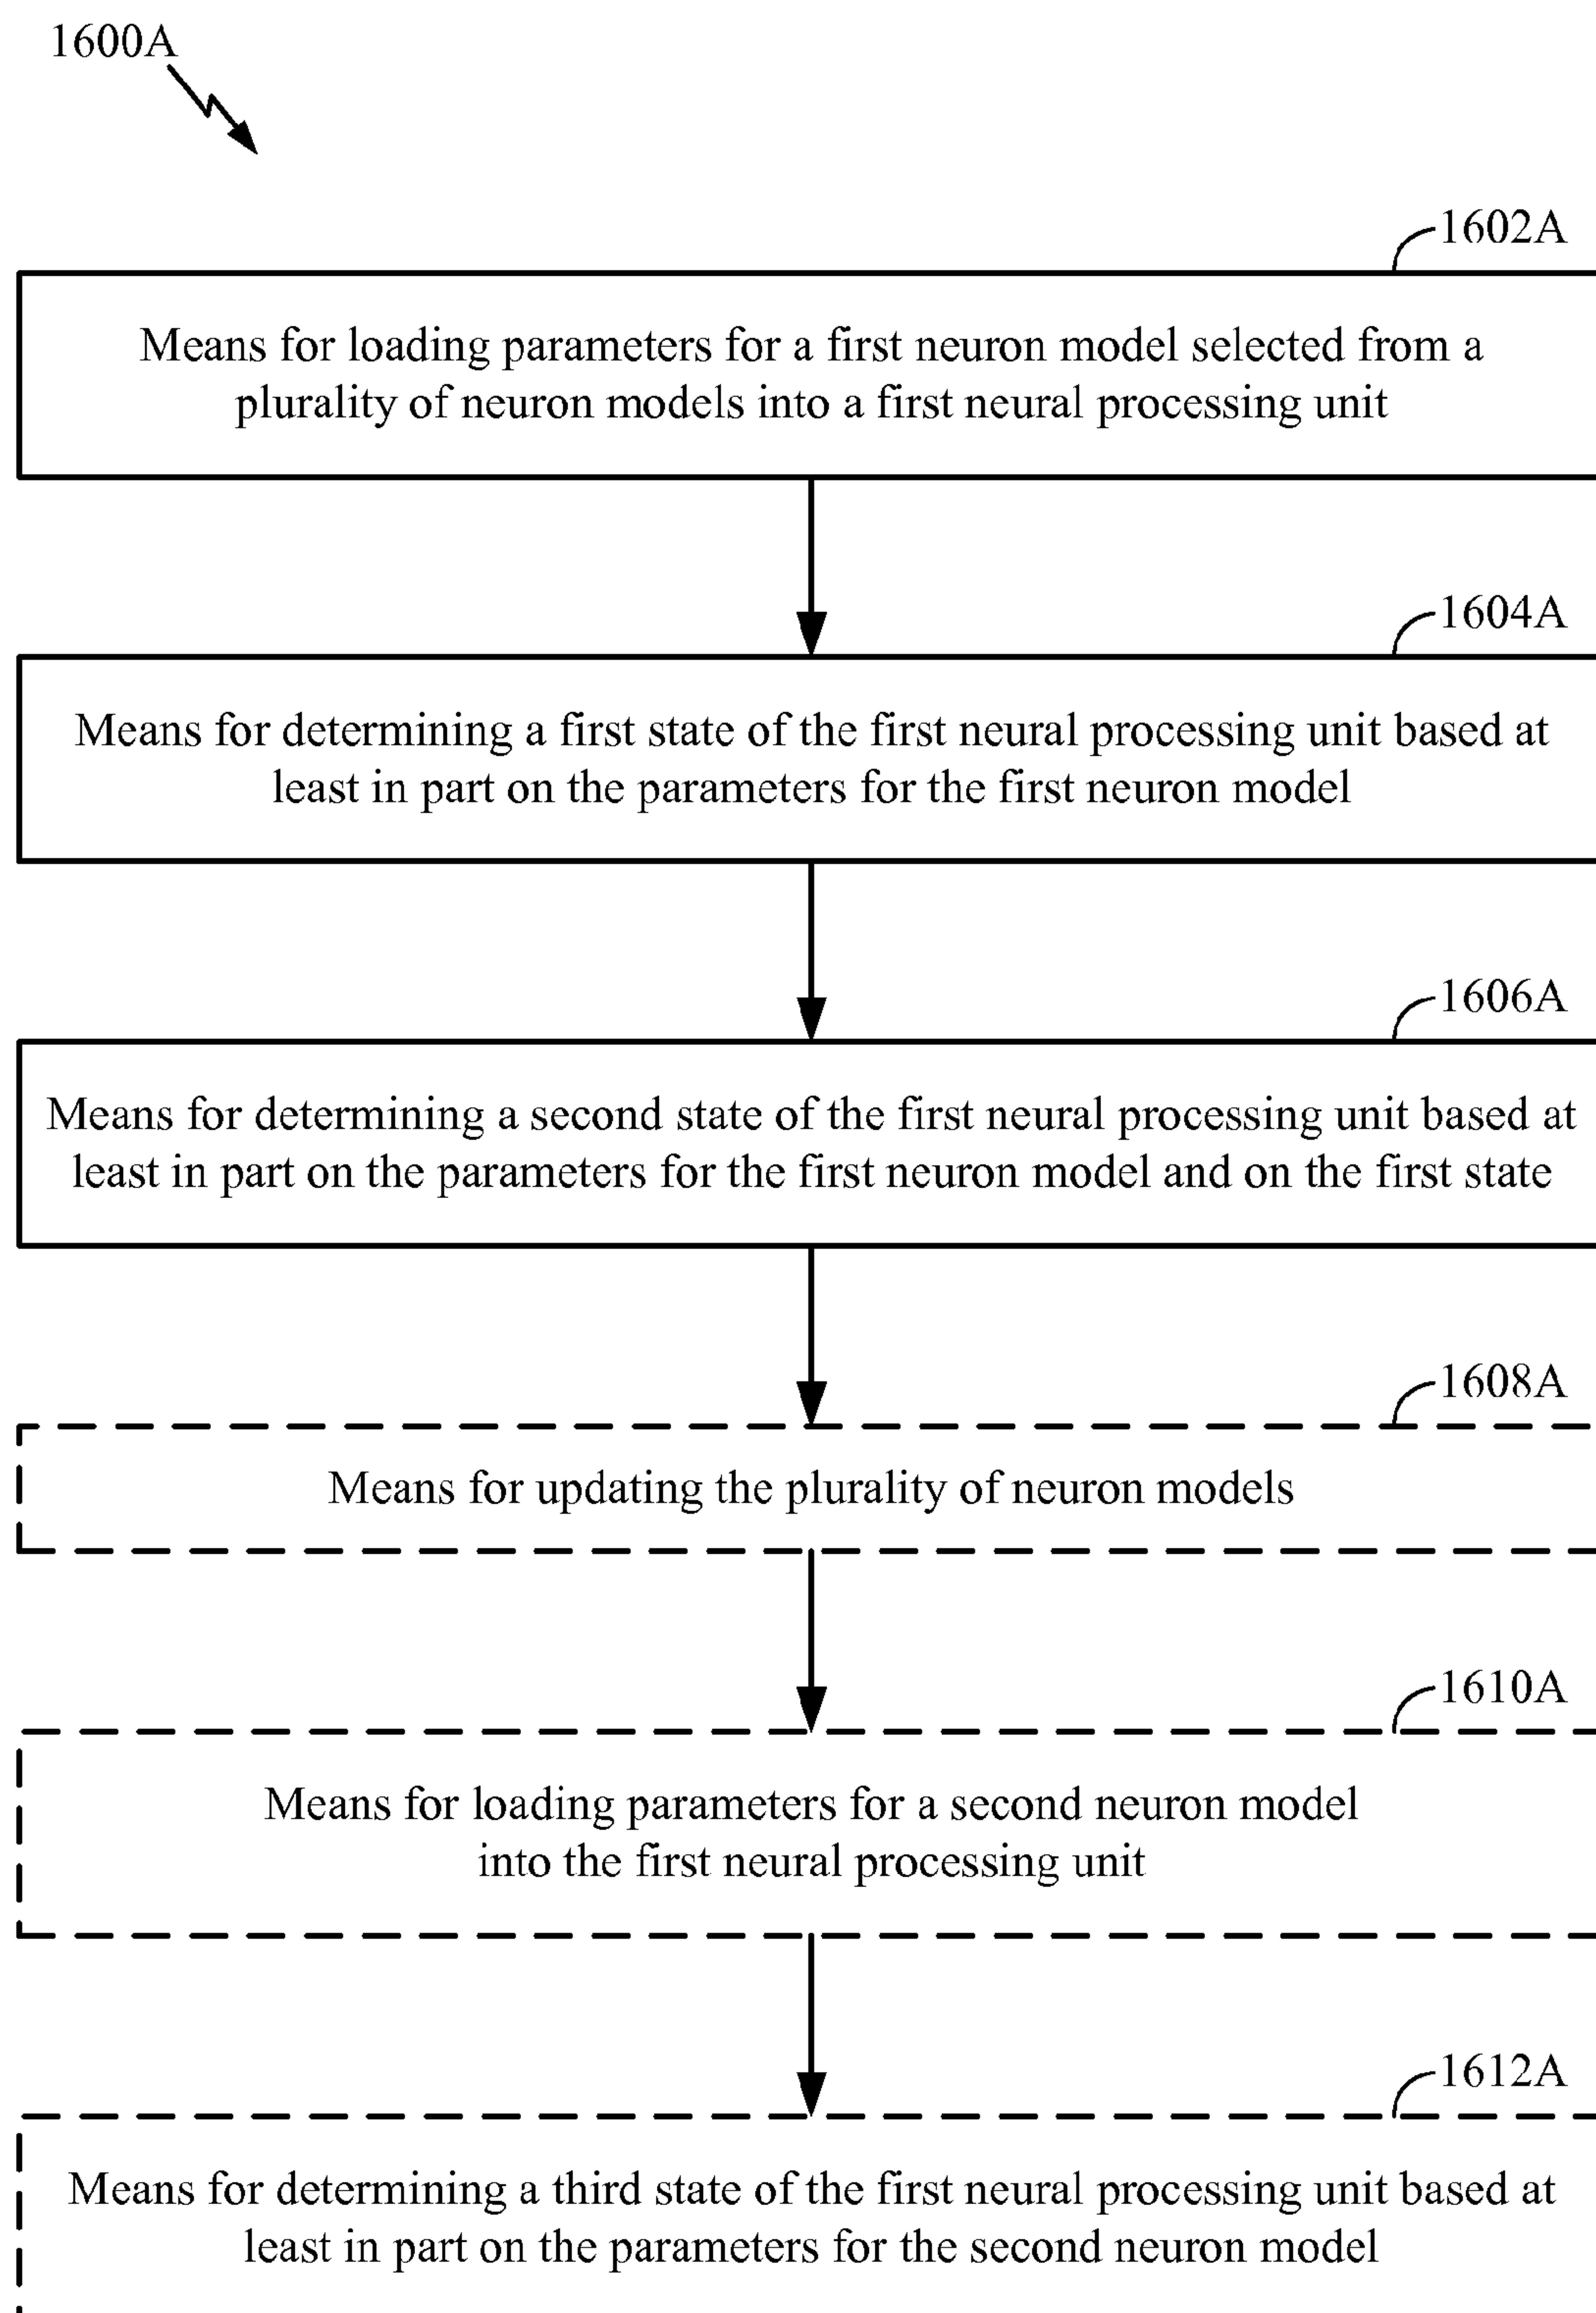 1600A
1602A
Means for loading parameters for a first neuron model selected from a
plurality of neuron models into a first neural processing unit
1604A
Means for determining a first state of the first neural processing unit based at
least in part on the parameters for the first neuron model
1606A
Means for determining a second state of the first neural processing unit based at
least in part on the parameters for the first neuron model and on the first state
1608A
Means for updating the plurality of neuron models
1610A
Means for loading parameters for a second neuron model
into the first neural processing unit
1612A
Means for determining a third state of the first neural processing unit based at
least in part on the parameters for the second neuron model